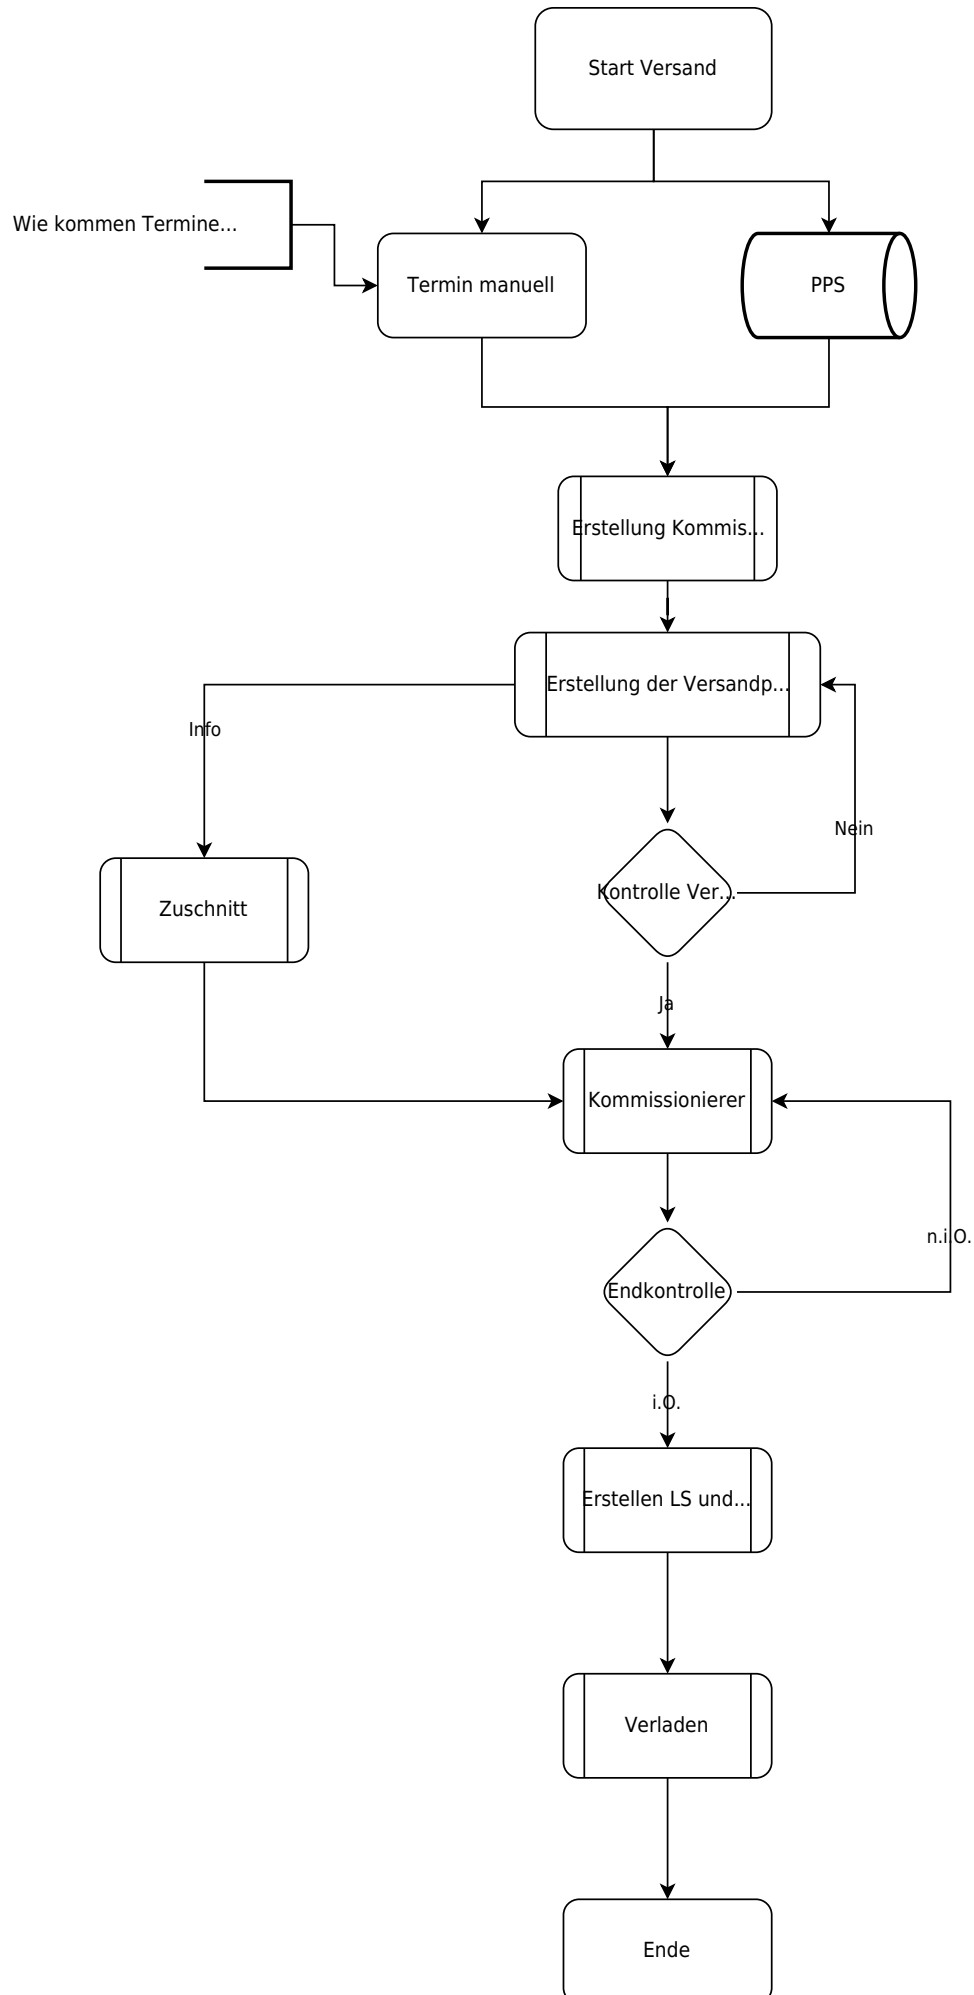 Start Versand
Wie kommen Termine...
Termin manuell
PPS
Erstellung Kommis...
Erstellung der Versandp...
Info
Nein
Kontrolle Ver...
Zuschnitt
Ja
Kommissionierer
n.i.O.
Endkontrolle
i.O.
Erstellen LS und...
Verladen
Ende